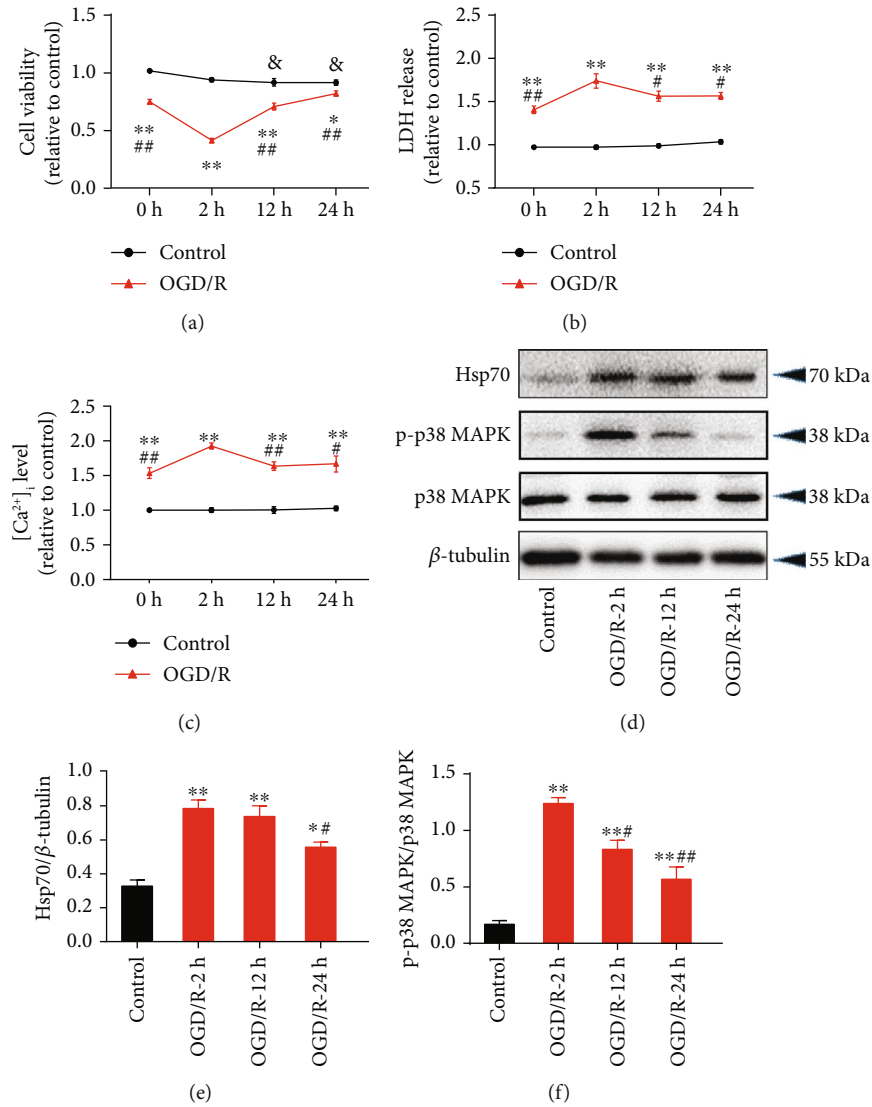 Cell viability
(relative to control)
1.5
1.0
0.5
0.0
&
&
**
##
**
**
##
*
##
0 h
2 h
12 h
24 h
Control
OGD/R
(a)
LDH release
(relative to control)
2.5
2.0
1.5
1.0
0.5
**
##
**
**
#
**
#
0 h
2 h
12 h
24 h
Control
OGD/R
(b)
[Ca²⁺]ᵢ level
(relative to control)
2.5
2.0
1.5
1.0
0.5
0.0
**
##
**
**
##
**
#
0 h
2 h
12 h
24 h
Control
OGD/R
(c)
Hsp70
70 kDa
p-p38 MAPK
38 kDa
p38 MAPK
38 kDa
β-tubulin
55 kDa
Control
OGD/R-2 h
OGD/R-12 h
OGD/R-24 h
(d)
Hsp70/β-tubulin
1.0
0.8
0.6
0.4
0.2
0.0
**
**
*#
Control
OGD/R-2 h
OGD/R-12 h
OGD/R-24 h
(e)
p-p38 MAPK/p38 MAPK
1.5
1.0
0.5
0.0
**
**#
**##
Control
OGD/R-2 h
OGD/R-12 h
OGD/R-24 h
(f)